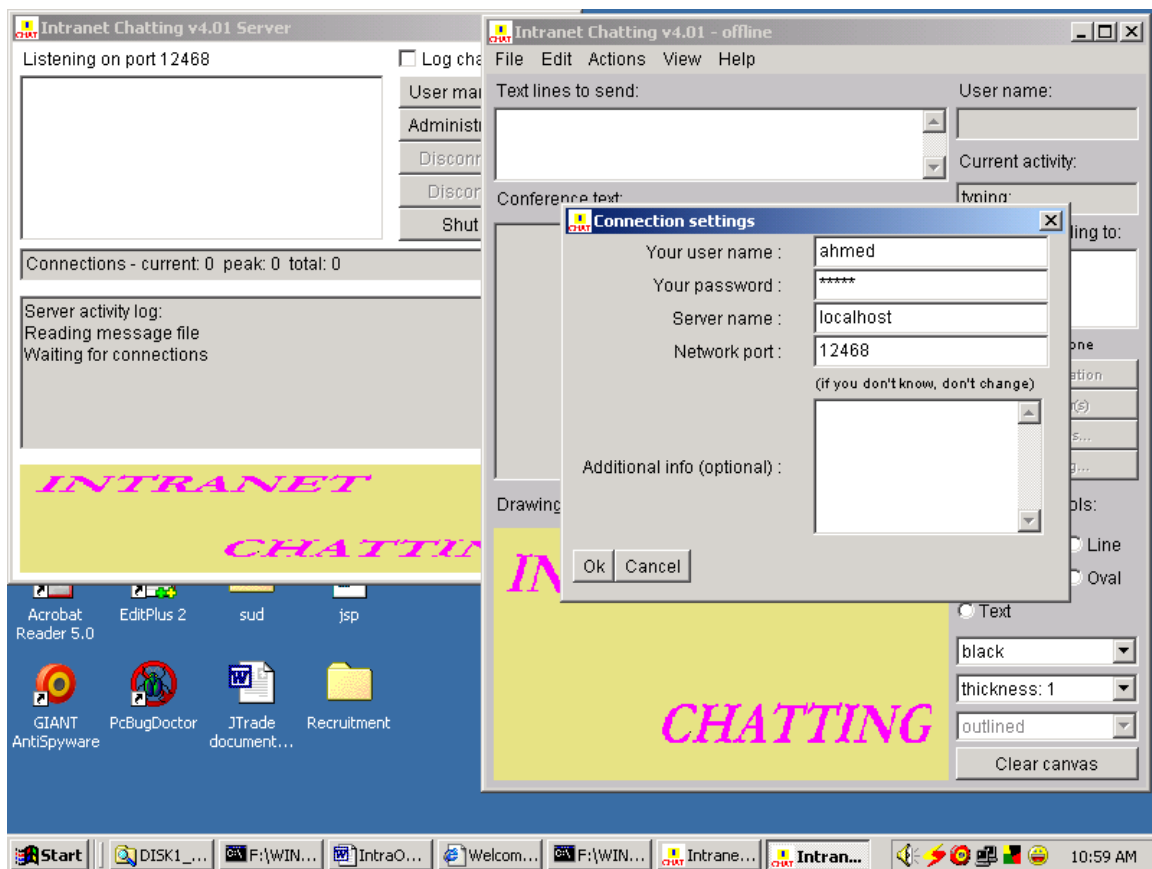 Intranet Chatting v4.01 Server
Listening on port 12468
Log cha
User man
Administ
Disconn
Discon
Shut
Connections - current: 0 peak: 0 total: 0
Server activity log:
Reading message file
Waiting for connections
INTRANET
CHATTIN
Intranet Chatting v4.01 - offline
File Edit Actions View Help
Text lines to send:
User name:
Current activity:
typing:
Conference text:
ling to:
one
ation
r(s)
s...
g...
Drawing
ols:
Line
Oval
Text
black
thickness: 1
outlined
Clear canvas
IN
CHATTING
Connection settings
Your user name :
ahmed
Your password :
*****
Server name :
localhost
Network port :
12468
(if you don't know, don't change)
Additional info (optional) :
Ok Cancel
Acrobat
Reader 5.0
EditPlus 2
sud
jsp
GIANT
AntiSpyware
PcBugDoctor
JTrade
document...
Recruitment
Start DISK1_... F:\WIN... IntraO... Welcom... F:\WIN... Intrane... Intran... 10:59 AM